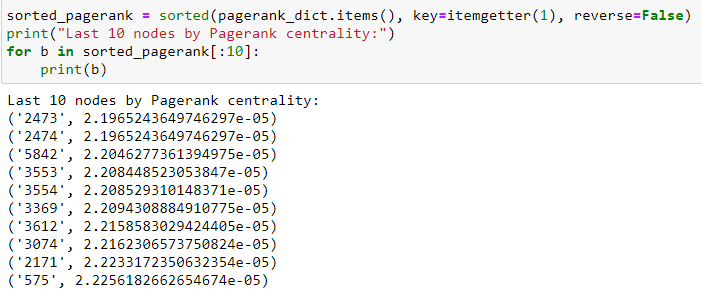 sorted_pagerank = sorted(pagerank_dict.items(), key=itemgetter(1), reverse=False)
print("Last 10 nodes by Pagerank centrality:")
for b in sorted_pagerank[:10]:
    print(b)
Last 10 nodes by Pagerank centrality:
('2473', 2.1965243649746297e-05)
('2474', 2.1965243649746297e-05)
('5842', 2.2046277361394975e-05)
('3553', 2.208448523053847e-05)
('3554', 2.208529310148371e-05)
('3369', 2.2094308884910775e-05)
('3612', 2.2158583029424405e-05)
('3074', 2.2162306573750824e-05)
('2171', 2.2233172350632354e-05)
('575', 2.2256182662654674e-05)